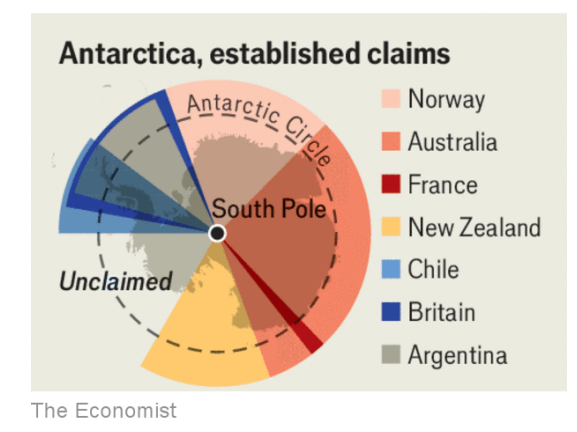 Antarctica, established claims
Antarctic Circle
South Pole
Unclaimed
Norway
Australia
France
New Zealand
Chile
Britain
Argentina
The Economist